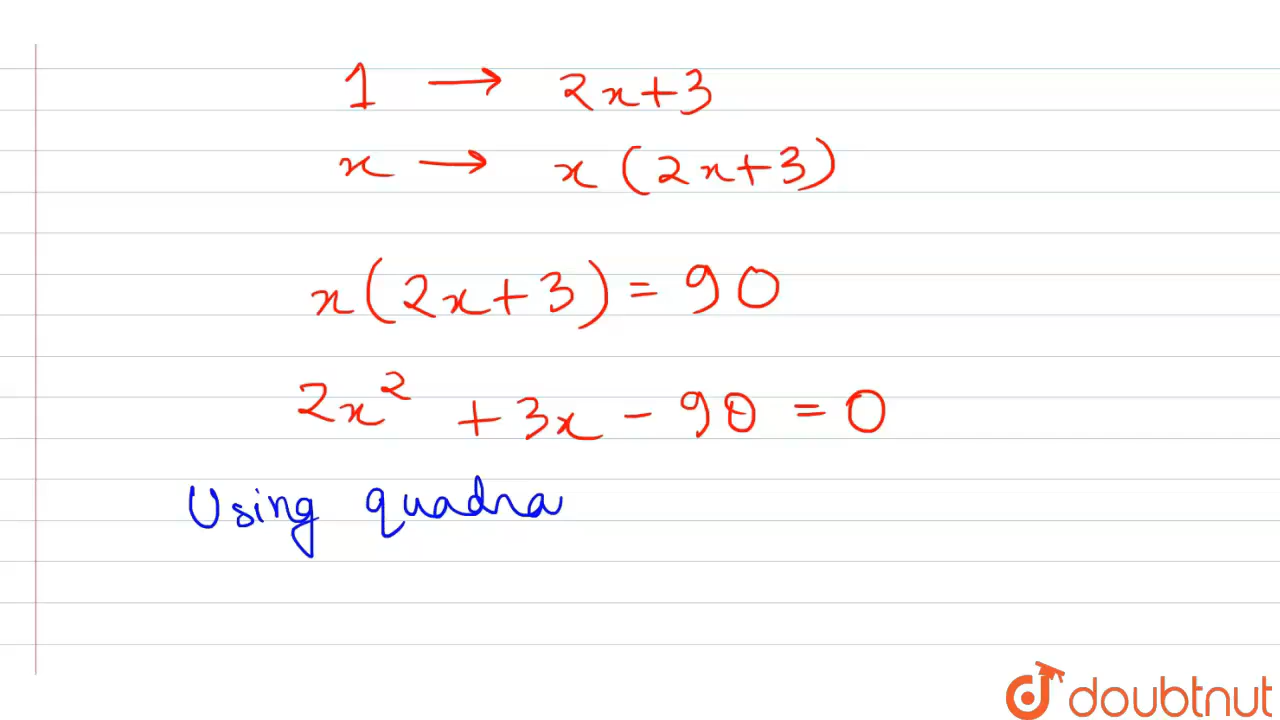 1 → 2x+3
x → x(2x+3)
x(2x+3) = 90
2x² + 3x - 90 = 0
Using quadra
doubtnut